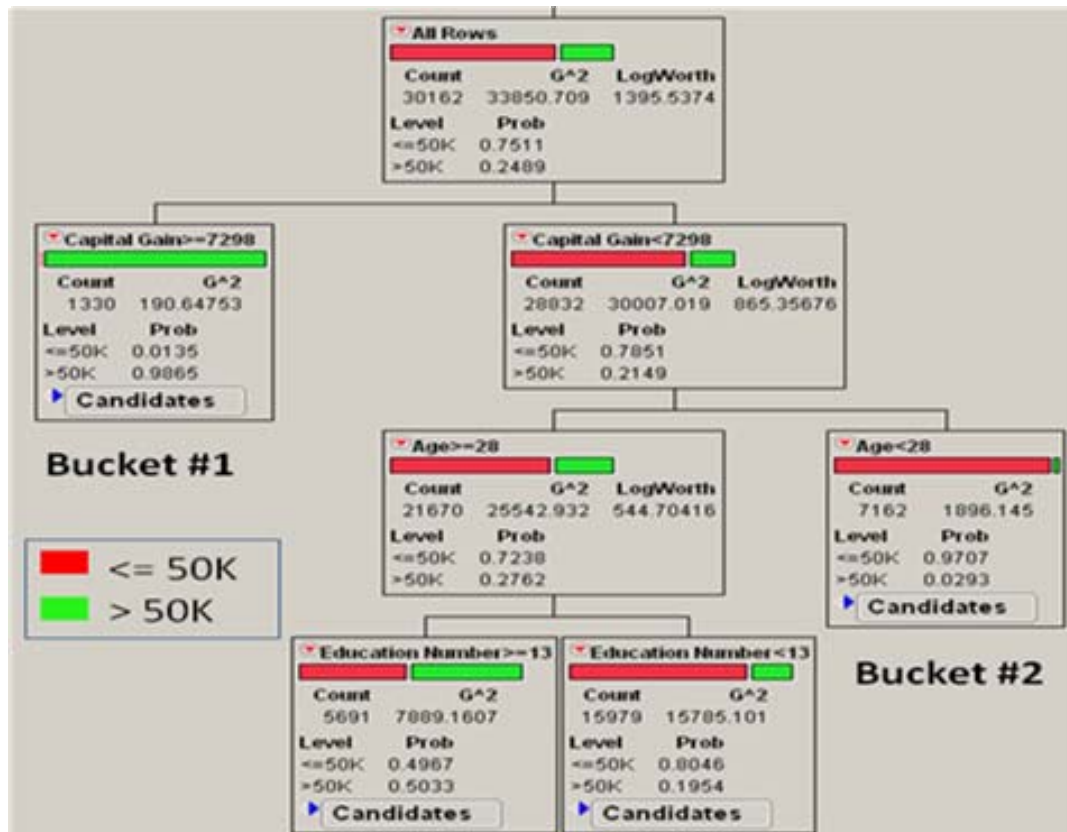 All Rows
Count G^2 LogWorth
30162 33850.709 1395.5374
Level Prob
<=50K 0.7511
>50K 0.2489
Capital Gain>=7298
Count G^2
1330 190.64753
Level Prob
<=50K 0.0135
>50K 0.9865
Candidates
Bucket #1
Capital Gain<7298
Count G^2 LogWorth
28832 30007.019 865.35676
Level Prob
<=50K 0.7851
>50K 0.2149
Age>=28
Count G^2 LogWorth
21670 25542.932 544.70416
Level Prob
<=50K 0.7238
>50K 0.2762
Age<28
Count G^2
7162 1896.145
Level Prob
<=50K 0.9707
>50K 0.0293
Candidates
Bucket #2
<= 50K
> 50K
Education Number>=13
Count G^2
5691 7889.1607
Level Prob
<=50K 0.4967
>50K 0.5033
Candidates
Education Number<13
Count G^2
15979 15785.101
Level Prob
<=50K 0.8046
>50K 0.1954
Candidates